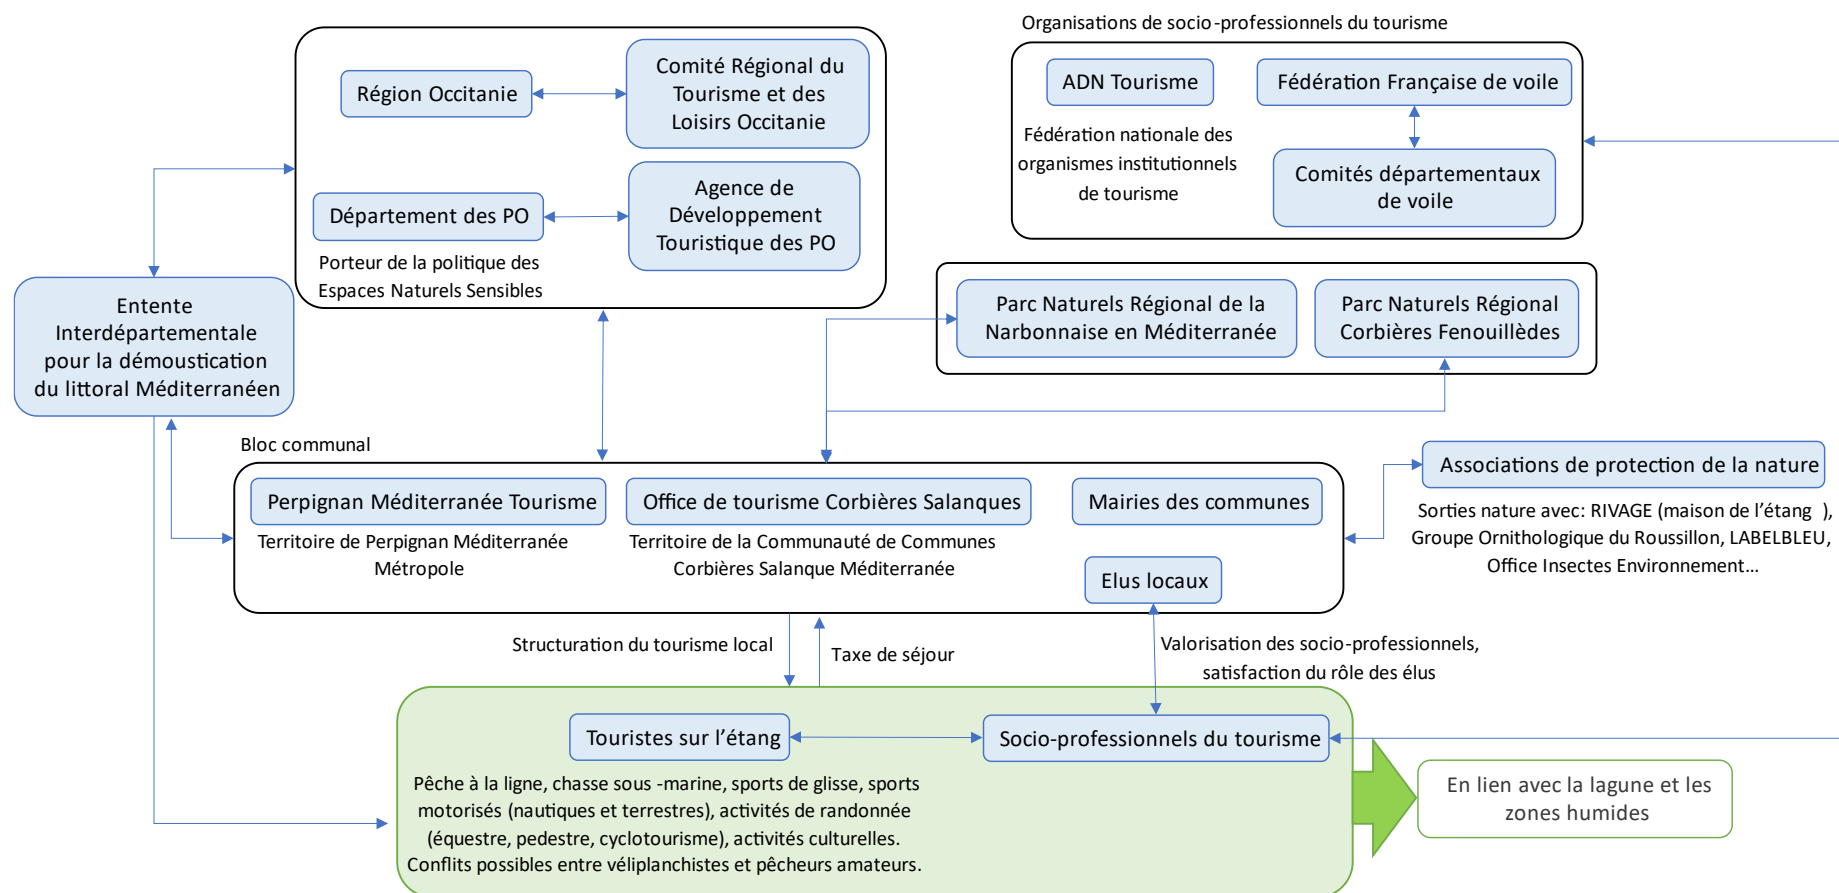 Organisations de socio-professionnels du tourisme
Région Occitanie
Comité Régional du
Tourisme et des
Loisirs Occitanie
Département des PO
Agence de
Développement
Touristique des PO
Porteur de la politique des
Espaces Naturels Sensibles
ADN Tourisme
Fédération nationale des
organismes institutionnels
de tourisme
Fédération Française de voile
Comités départementaux
de voile
Entente
Interdépartementale
pour la démoustication
du littoral Méditerranéen
Parc Naturels Régional de la
Narbonnaise en Méditerranée
Parc Naturels Régional
Corbières Fenouillèdes
Bloc communal
Perpignan Méditerranée Tourisme
Territoire de Perpignan Méditerranée
Métropole
Office de tourisme Corbières Salanques
Territoire de la Communauté de Communes
Corbières Salanque Méditerranée
Mairies des communes
Elus locaux
Associations de protection de la nature
Sorties nature avec: RIVAGE (maison de l'étang ),
Groupe Ornithologique du Roussillon, LABELBLEU,
Office Insectes Environnement...
Structuration du tourisme local
Taxe de séjour
Valorisation des socio-professionnels,
satisfaction du rôle des élus
Touristes sur l'étang
Socio-professionnels du tourisme
Pêche à la ligne, chasse sous -marine, sports de glisse, sports
motorisés (nautiques et terrestres), activités de randonnée
(équestre, pedestre, cyclotourisme), activités culturelles.
Conflits possibles entre véliplanchistes et pêcheurs amateurs.
En lien avec la lagune et les
zones humides